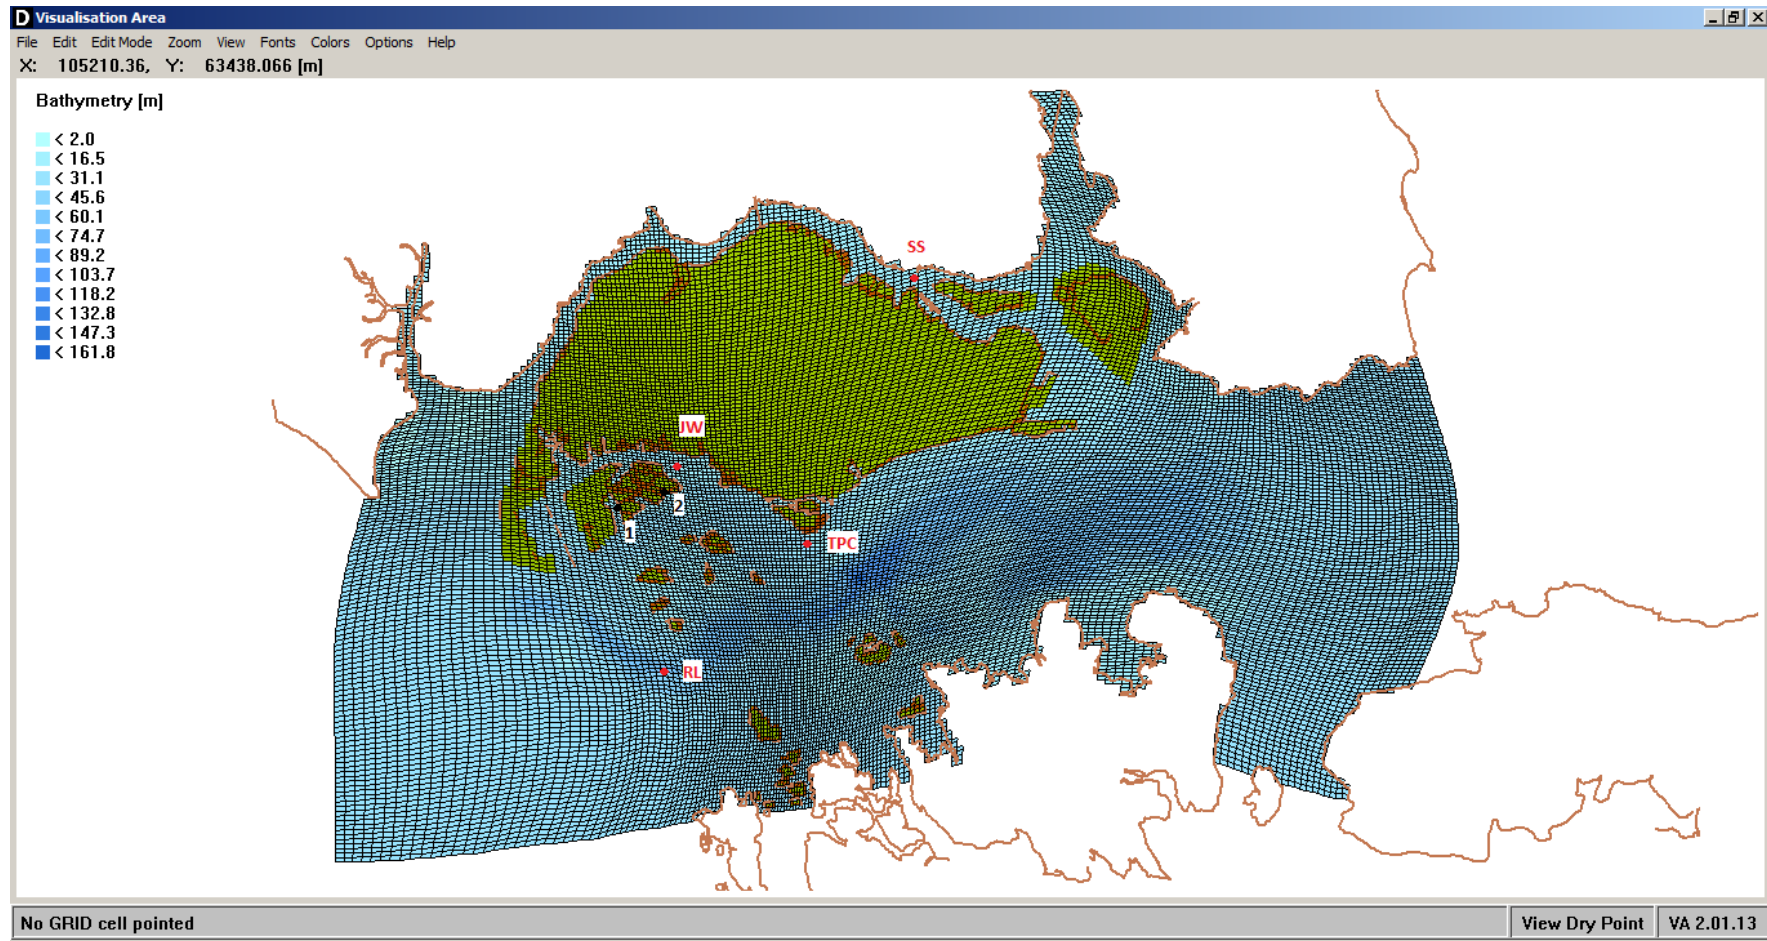 D Visualisation Area
File Edit Edit Mode Zoom View Fonts Colors Options Help
X: 105210.36, Y: 63438.066 [m]
Bathymetry [m]
< 2.0
< 16.5
< 31.1
< 45.6
< 60.1
< 74.7
< 89.2
< 103.7
< 118.2
< 132.8
< 147.3
< 161.8
SS
JW
2
1
TPC
RL
No GRID cell pointed
View Dry Point
VA 2.01.13